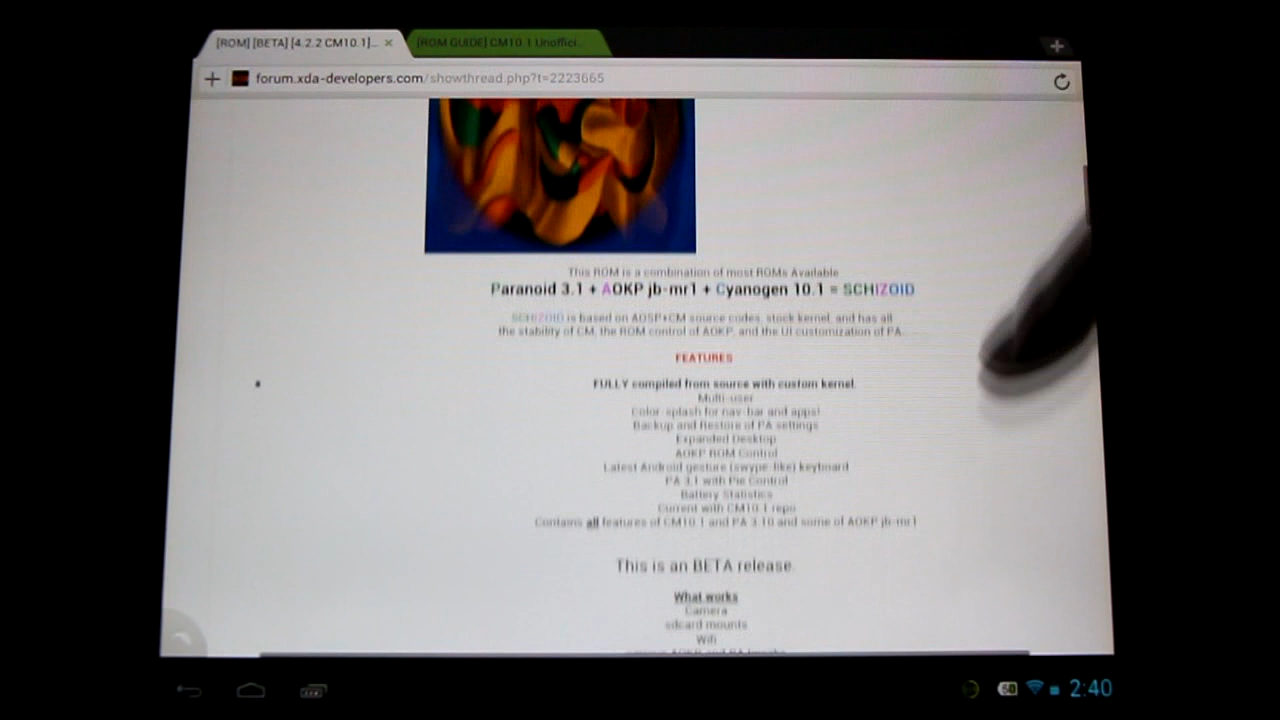 [ROM] [BETA] [4.2.2 CM10.1]...
[ROM GUIDE] CM10.1 Unoffici...
forum.xda-developers.com/showthread.php?t=2223665
This ROM is a combination of most ROMs Available
Paranoid 3.1 + AOKP jb-mr1 + Cyanogen 10.1 = SCHIZOID
SCHIZOID is based on AOSP+CM source codes, stock kernel, and has all
the stability of CM, the ROM control of AOKP, and the UI customization of PA.
FEATURES
FULLY compiled from source with custom kernel.
Multi-user
Color-splash for nav-bar and apps!
Backup and Restore of PA settings
Expanded Desktop
AOKP ROM Control
Latest Android gesture (swype-like) keyboard
PA 3.1 with Pie Control
Battery Statistics
Current with CM10.1 repo
Contains all features of CM10.1 and PA 3.10 and some of AOKP jb-mr1
This is an BETA release.
What works
Camera
sdcard mounts
Wifi
50
2:40